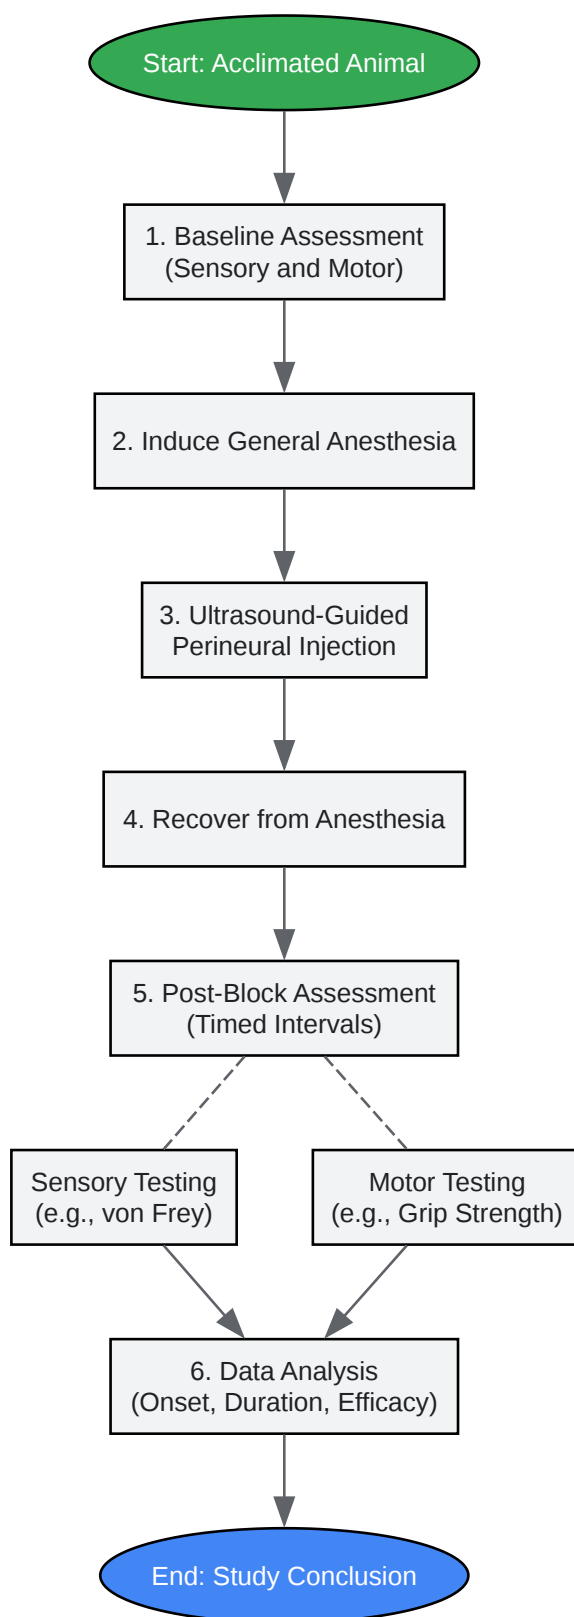 Start: Acclimated Animal
1. Baseline Assessment
(Sensory and Motor)
2. Induce General Anesthesia
3. Ultrasound-Guided
Perineural Injection
4. Recover from Anesthesia
5. Post-Block Assessment
(Timed Intervals)
Sensory Testing
(e.g., von Frey)
Motor Testing
(e.g., Grip Strength)
6. Data Analysis
(Onset, Duration, Efficacy)
End: Study Conclusion